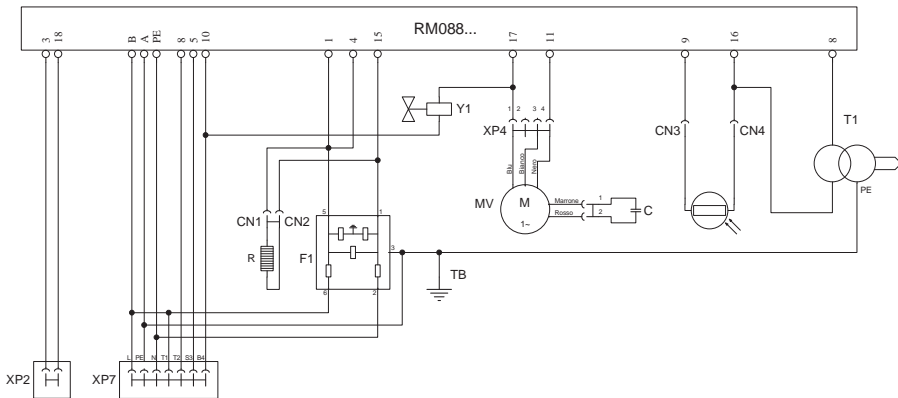 RM088...
3 18 B A PE 8 5 10 1 4 15 17 11 9 16 8
Y1
1 2 3 4
XP4
CN3
CN4
T1
Blu
Bianco
Nero
PE
MV
M
1~
Marrone
Rosso
1
2
C
CN1
CN2
5
1
R
F1
3
TB
6
2
L PE N T1 T2 S3 B4
XP2
XP7